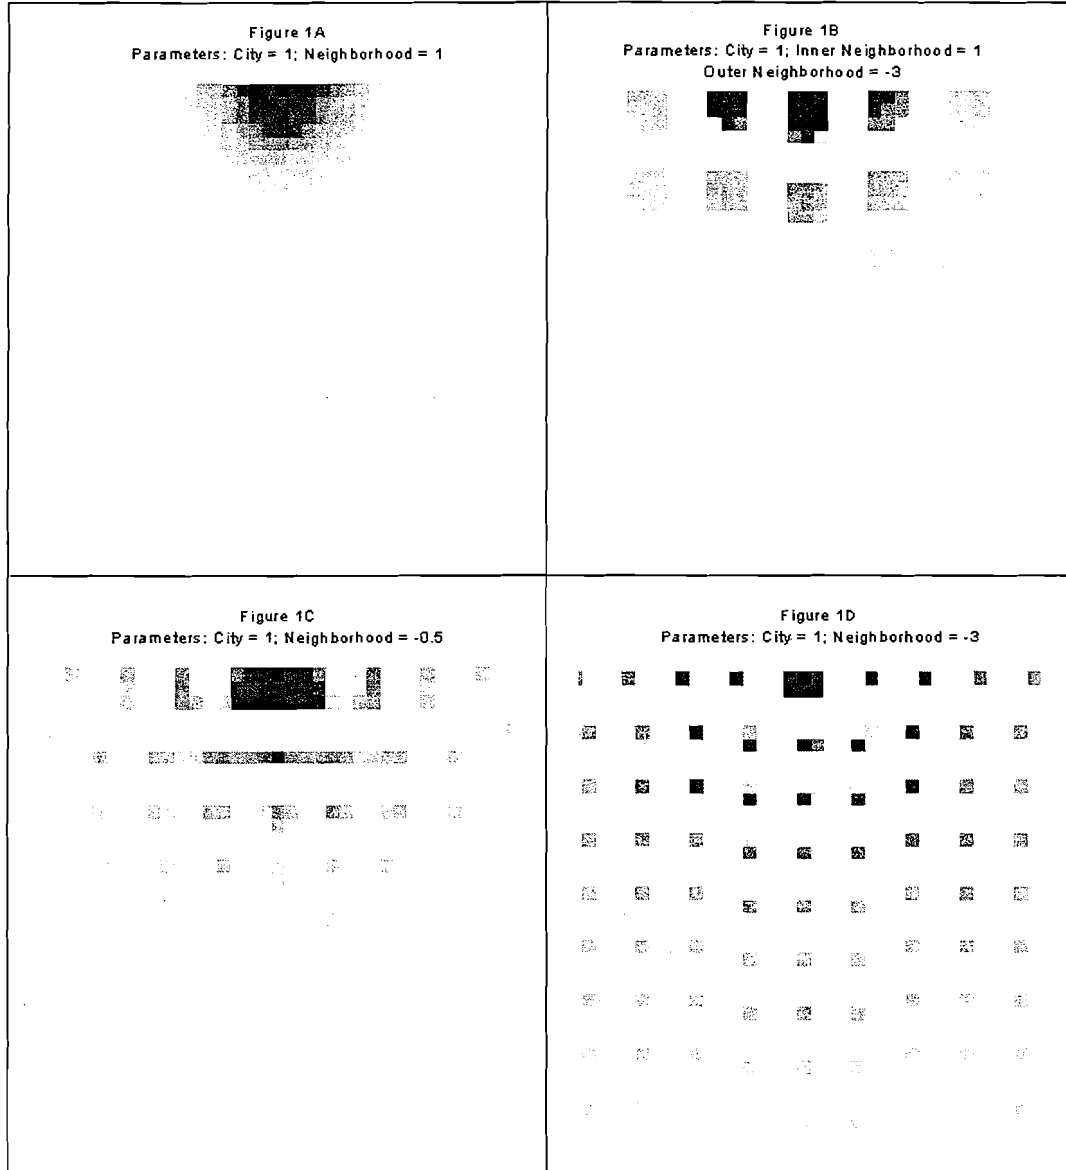 Figure 1A
Parameters: City = 1; Neighborhood = 1
Figure 1B
Parameters: City = 1; Inner Neighborhood = 1
Outer Neighborhood = -3
Figure 1C
Parameters: City = 1; Neighborhood = -0.5
Figure 1D
Parameters: City = 1; Neighborhood = -3